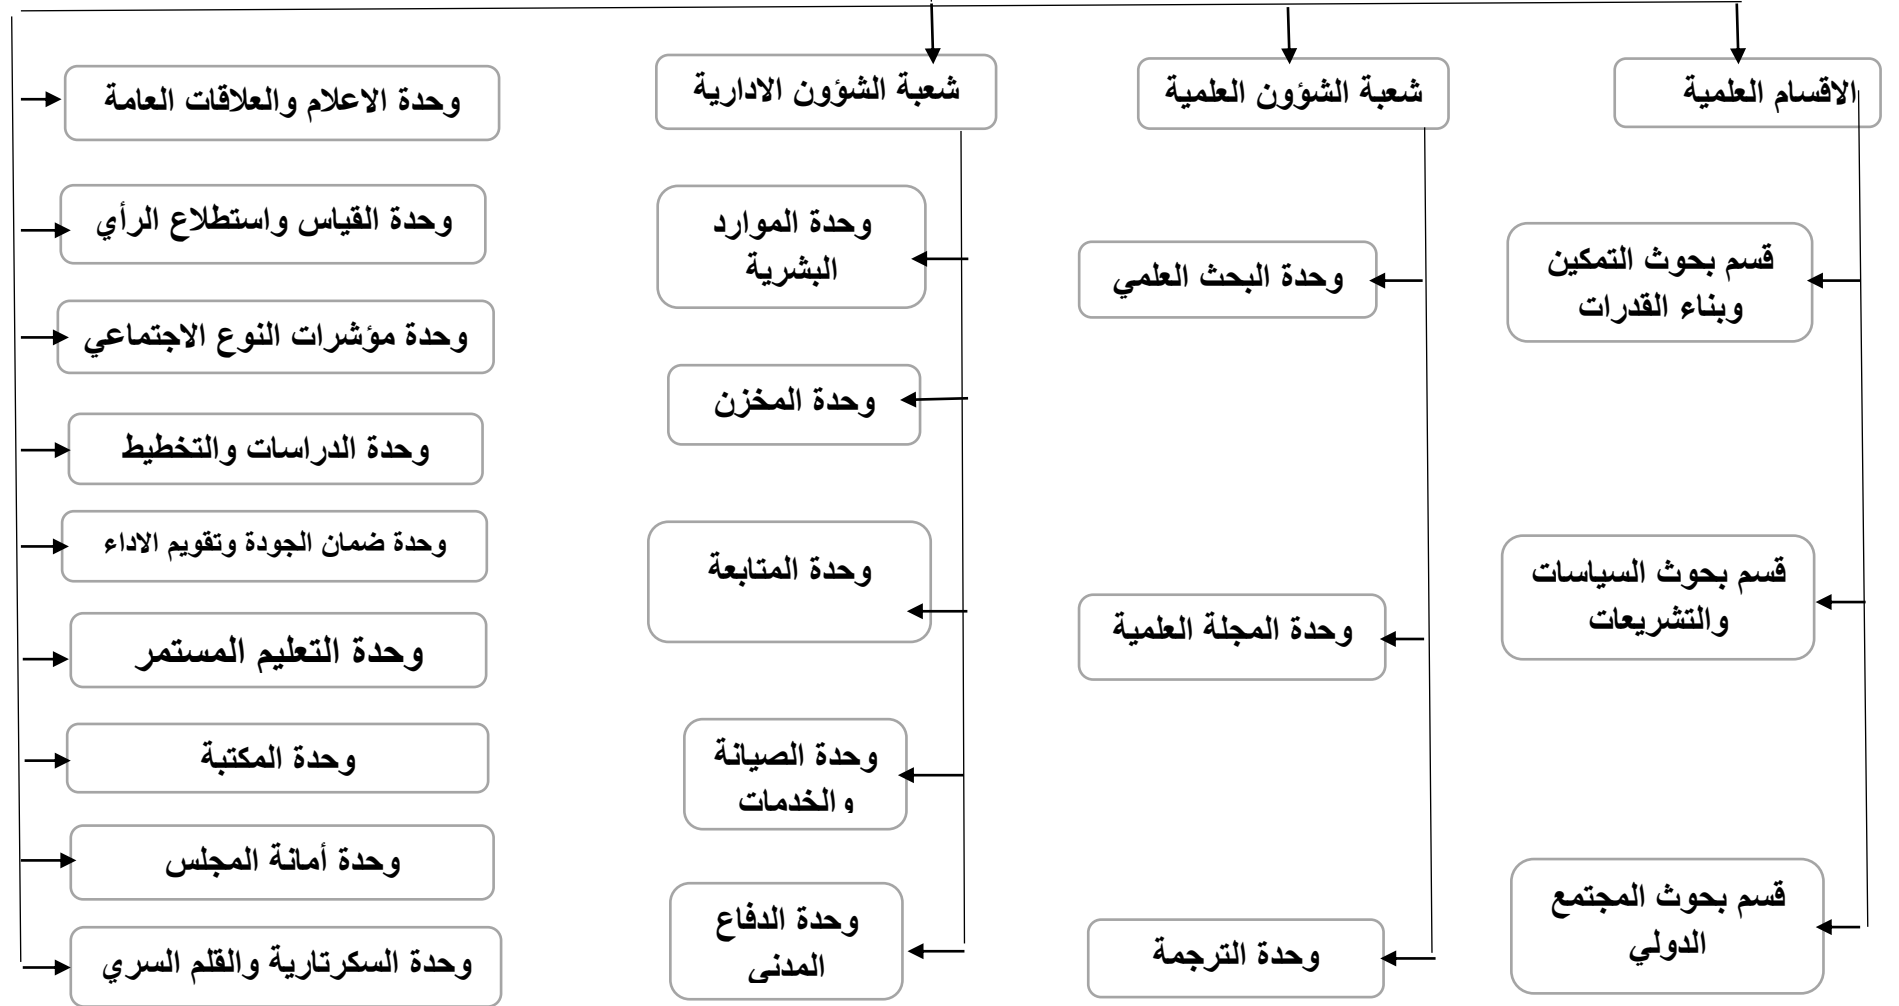 الاقسام العلمية
قسم بحوث التمكين
وبناء القدرات
قسم بحوث السياسات
والتشريعات
قسم بحوث المجتمع
الدولي
شعبة الشؤون العلمية
وحدة البحث العلمي
وحدة المجلة العلمية
وحدة الترجمة
شعبة الشؤون الادارية
وحدة الموارد
البشرية
وحدة المخزن
وحدة المتابعة
وحدة الصيانة
والخدمات
وحدة الدفاع
المدني
وحدة الاعلام والعلاقات العامة
وحدة القياس واستطلاع الرأي
وحدة مؤشرات النوع الاجتماعي
وحدة الدراسات والتخطيط
وحدة ضمان الجودة وتقويم الاداء
وحدة التعليم المستمر
وحدة المكتبة
وحدة أمانة المجلس
وحدة السكرتارية والقلم السري